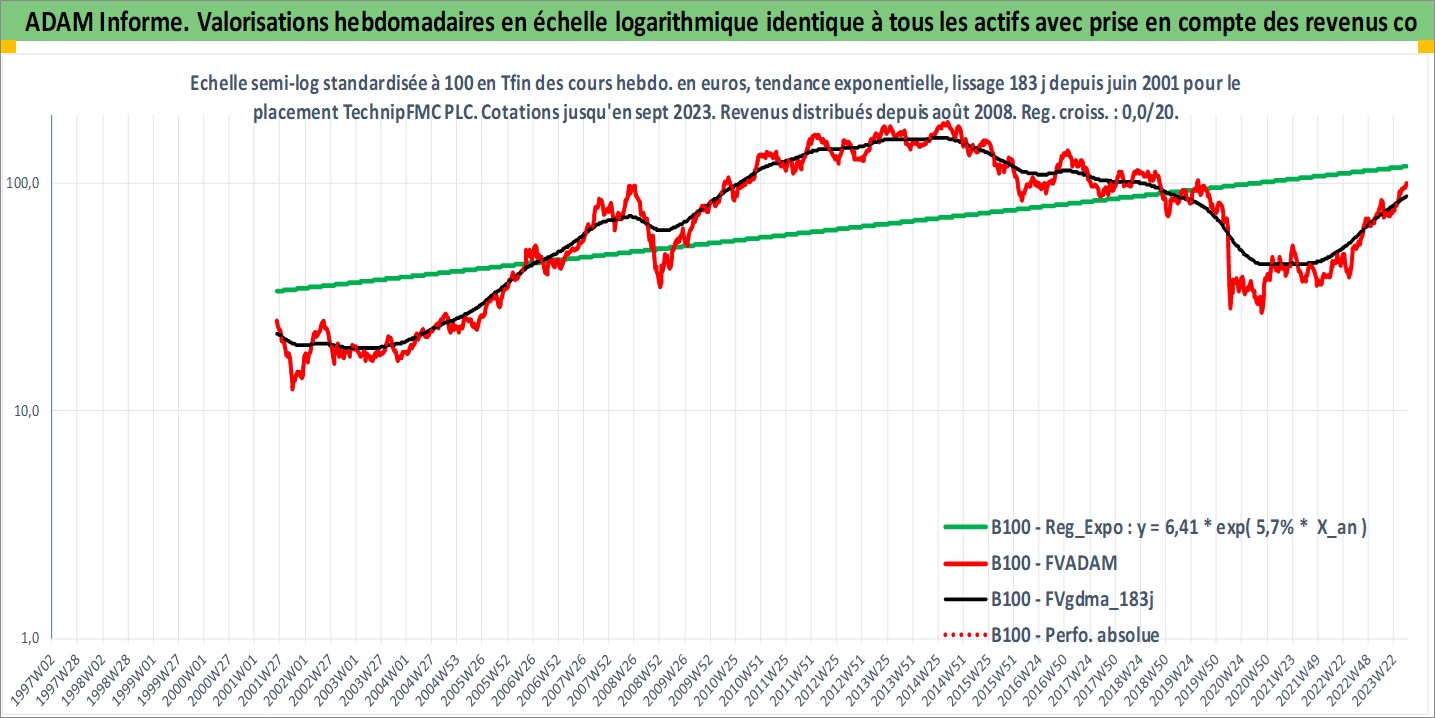 ADAM Informe. Valorisations hebdomadaires en échelle logarithmique identique à tous les actifs avec prise en compte des revenus co
Echelle semi-log standardisée à 100 en Tfin des cours hebdo. en euros, tendance exponentielle, lissage 183 j depuis juin 2001 pour le
placement TechnipFMC PLC. Cotations jusqu'en sept 2023. Revenus distribués depuis août 2008. Reg. croiss. : 0,0/20.
100,0
10,0
1,0
B100 - Reg_Expo : y = 6,41 * exp( 5,7% * X_an )
B100 - FVADAM
B100 - FVgdma_183j
B100 - Perfo. absolue
1997W02
1997W28
1998W02
1998W28
1999W01
1999W27
2000W01
2000W27
2001W01
2001W27
2002W01
2002W27
2003W01
2003W27
2004W01
2004W27
2004W53
2005W26
2005W52
2006W26
2006W52
2007W26
2007W52
2008W26
2008W52
2009W26
2009W52
2010W25
2010W51
2011W25
2011W51
2012W25
2012W51
2013W25
2013W51
2014W25
2014W51
2015W25
2015W51
2016W24
2016W50
2017W24
2017W50
2018W24
2018W50
2019W24
2019W50
2020W24
2020W50
2021W23
2021W49
2022W22
2022W48
2023W22